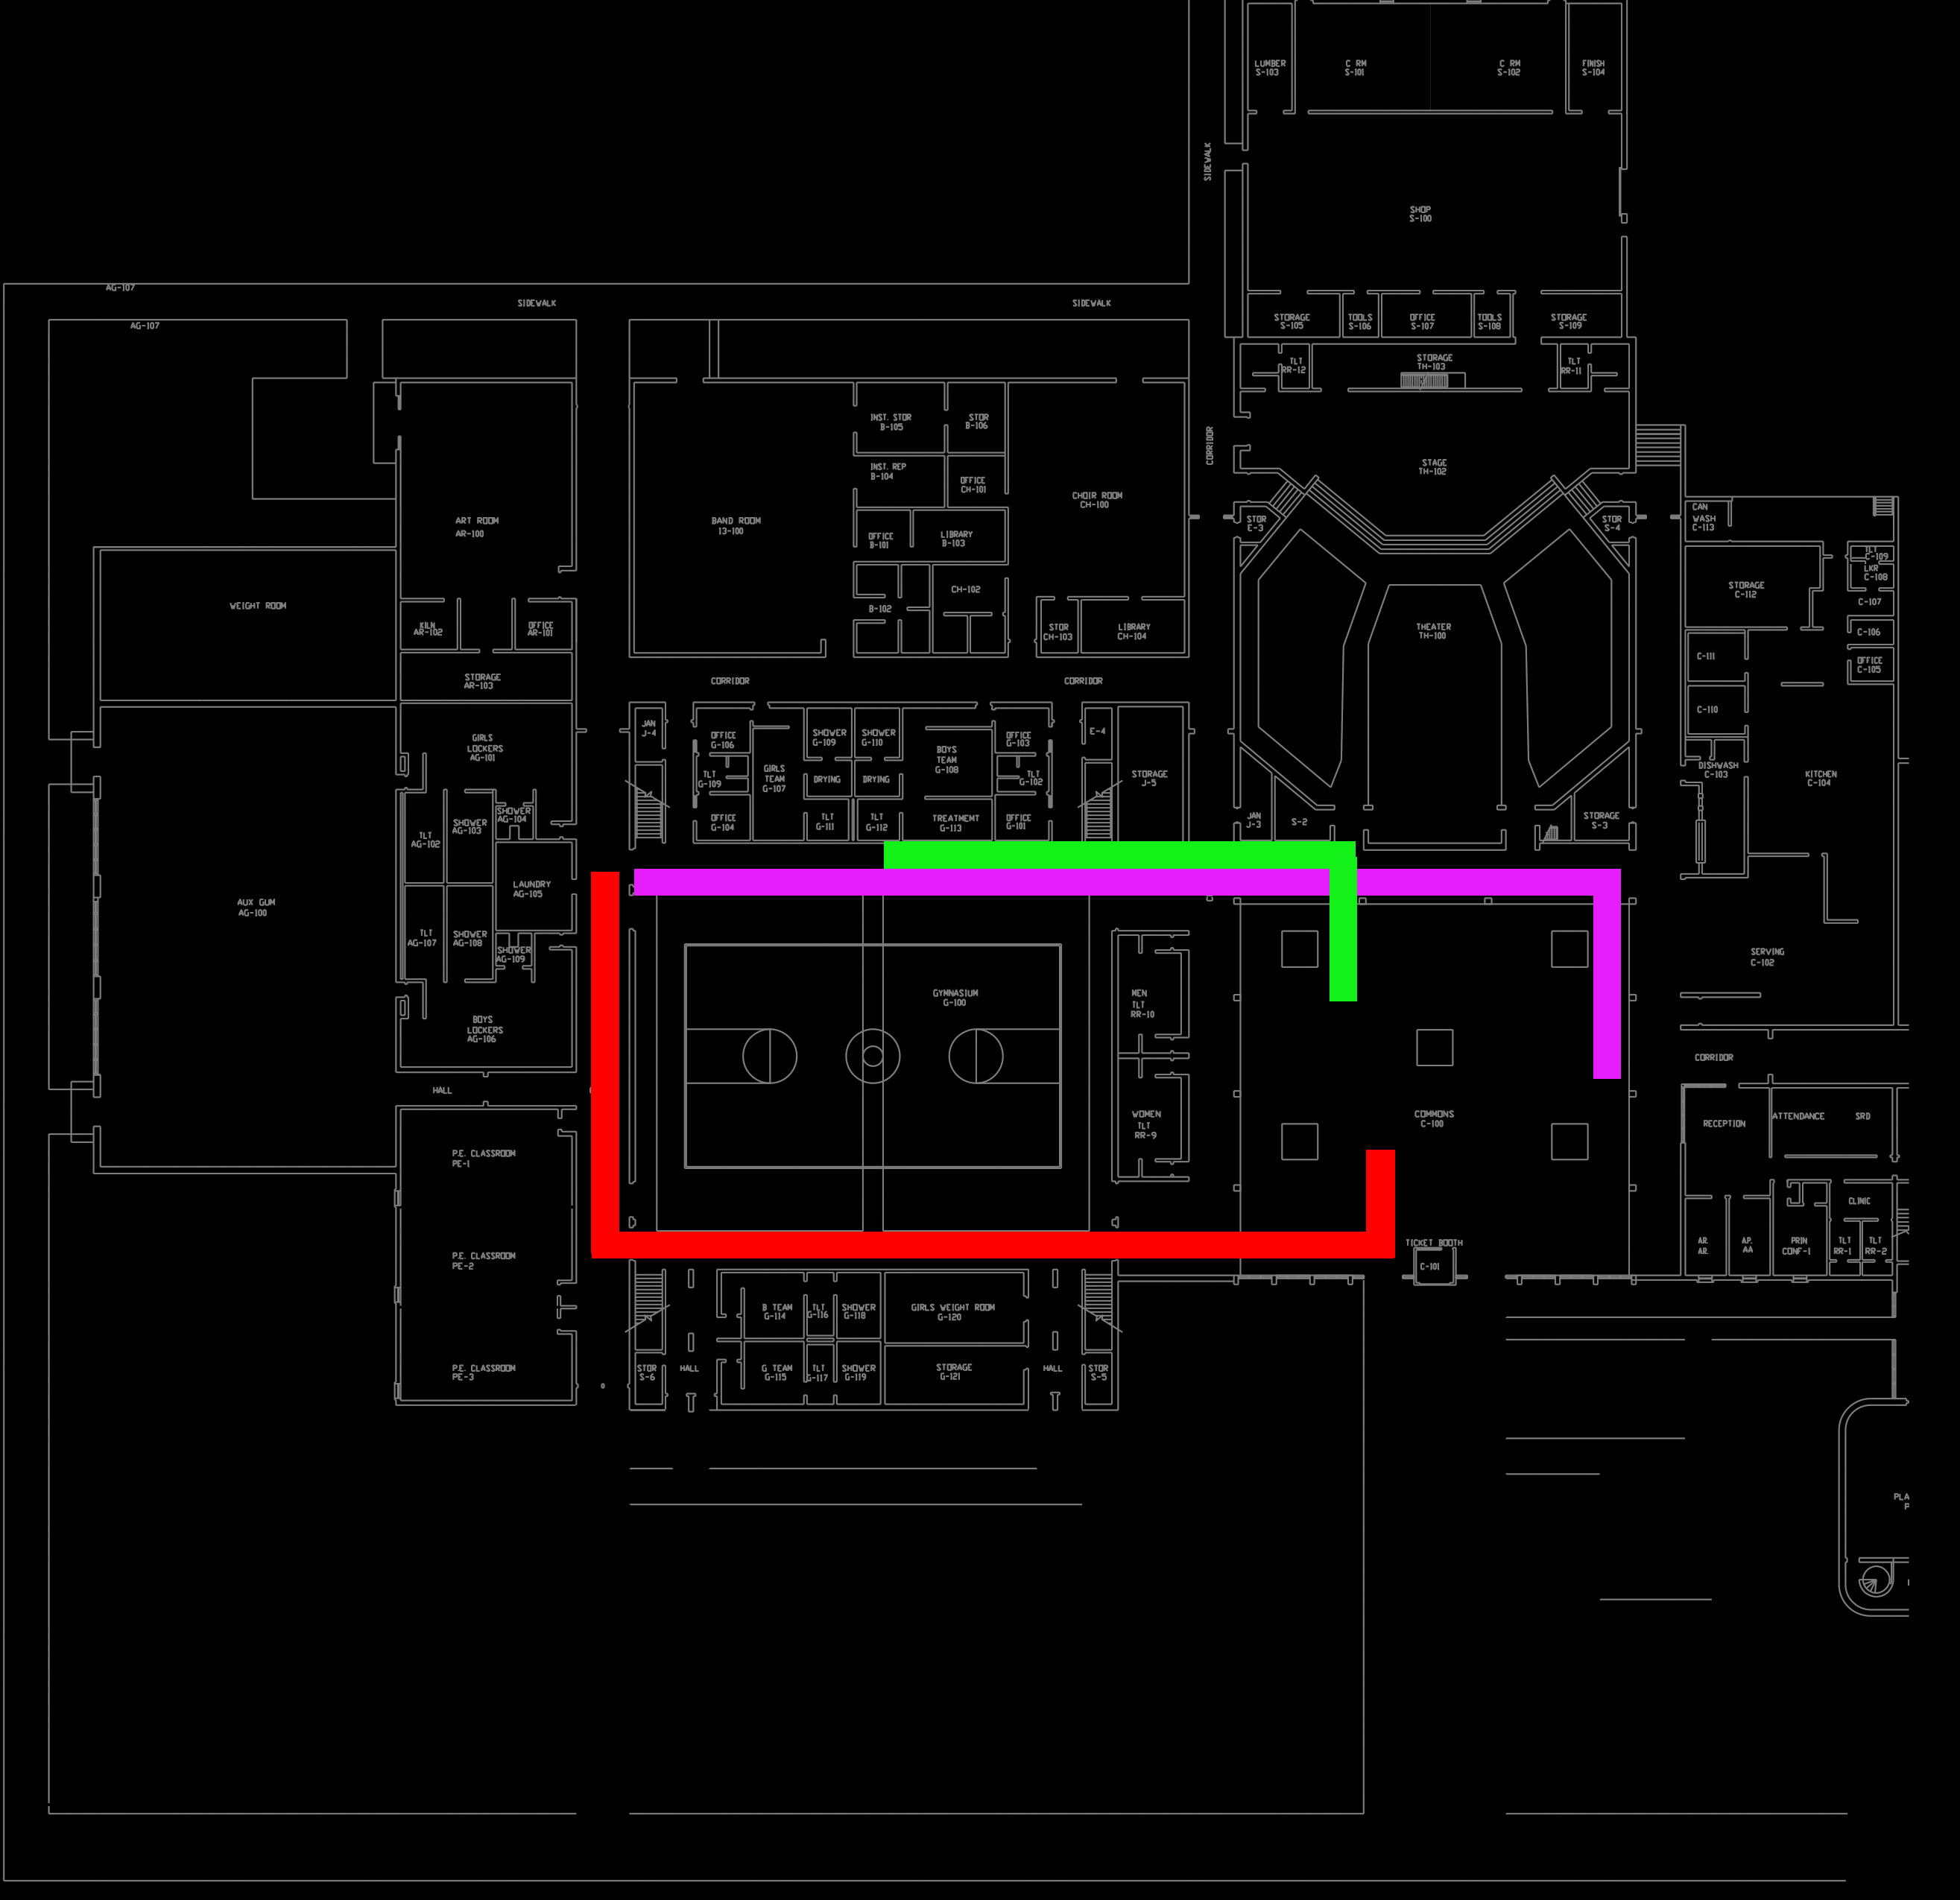 LUMBER
S-103
C RM
S-101
C RM
S-102
FINISH
S-104
SIDEWALK
SHOP
S-100
AG-107
SIDEWALK
SIDEWALK
AG-107
STORAGE
S-105
TOOLS
S-106
OFFICE
S-107
TOOLS
S-108
STORAGE
S-109
TLT
RR-12
STORAGE
TH-103
TLT
RR-11
INST. STOR
B-105
STOR
B-106
CORRIDOR
INST. REP
B-104
OFFICE
CH-101
STAGE
TH-102
CHOIR ROOM
CH-100
ART ROOM
AR-100
BAND ROOM
13-100
STOR
E-3
STOR
S-4
CAN
WASH
C-113
OFFICE
B-101
LIBRARY
B-103
TLT
C-109
LKR
C-108
CH-102
STORAGE
C-112
C-107
WEIGHT ROOM
B-102
KILN
AR-102
OFFICE
AR-101
STOR
CH-103
LIBRARY
CH-104
THEATER
TH-100
C-106
C-111
OFFICE
C-105
STORAGE
AR-103
CORRIDOR
CORRIDOR
C-110
JAN
J-4
OFFICE
G-106
SHOWER
G-109
SHOWER
G-110
OFFICE
G-103
E-4
GIRLS
LOCKERS
AG-101
BOYS
TEAM
G-108
TLT
G-109
GIRLS
TEAM
G-107
DRYING
DRYING
TLT
G-102
STORAGE
J-5
DISHWASH
C-103
KITCHEN
C-104
SHOWER
AG-104
SHOWER
AG-103
TLT
AG-102
OFFICE
G-104
TLT
G-111
TLT
G-112
TREATMEMT
G-113
OFFICE
G-101
JAN
J-3
S-2
STORAGE
S-3
LAUNDRY
AG-105
AUX GUM
AG-100
TLT
AG-107
SHOWER
AG-108
SHOWER
AG-109
SERVING
C-102
GYMNASIUM
G-100
MEN
TLT
RR-10
BOYS
LOCKERS
AG-106
CORRIDOR
HALL
WOMEN
TLT
RR-9
COMMONS
C-100
RECEPTION
ATTENDANCE
SRD
P.E. CLASSROOM
PE-1
CLINIC
P.E. CLASSROOM
PE-2
TICKET BOOTH
C-101
AR.
AR.
AP.
AA
PRIN
CONF-1
TLT
RR-1
TLT
RR-2
B TEAM
G-114
TLT
G-116
SHOWER
G-118
GIRLS WEIGHT ROOM
G-120
P.E. CLASSROOM
PE-3
STOR
S-6
HALL
G TEAM
G-115
TLT
G-117
SHOWER
G-119
STORAGE
G-121
HALL
STOR
S-5
PLA
P